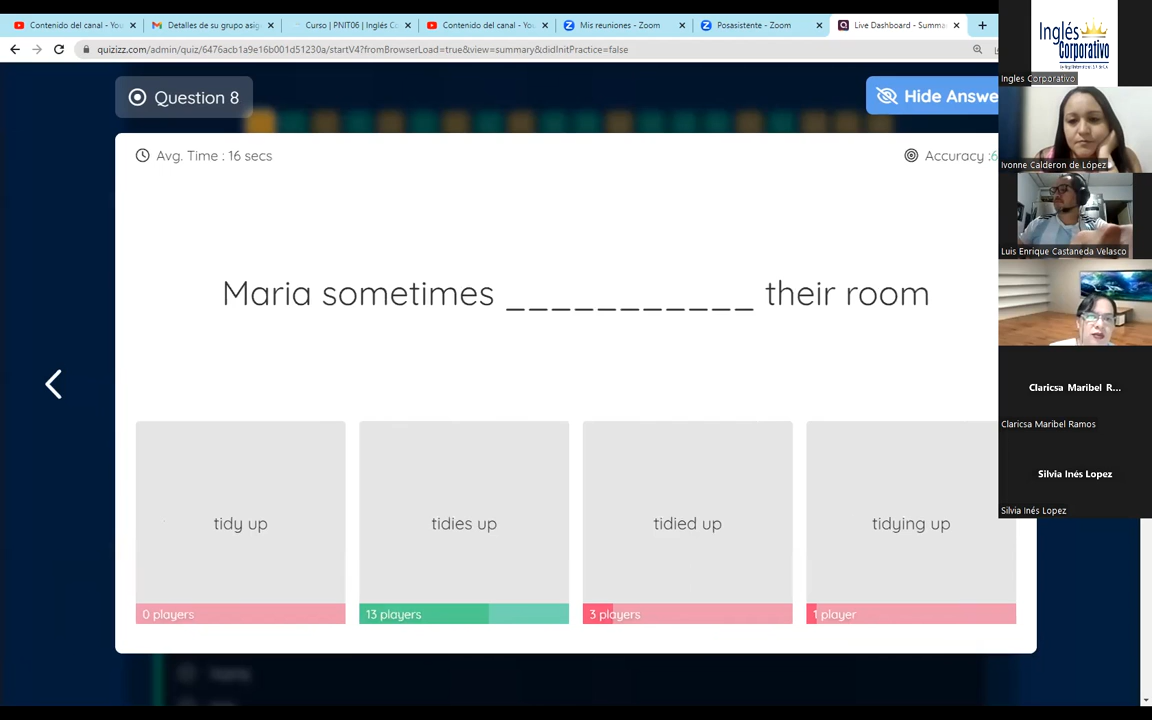 Contenido del canal - You
Detalles de su grupo asig
Curso | PNIT06 | Inglés C
Contenido del canal - You
Mis reuniones - Zoom
Posasistente - Zoom
Live Dashboard - Summa
quizizz.com/admin/quiz/6476acb1a9e16b001d51230a/startV4?fromBrowserLoad=true&view=summary&didInitPractice=false
Question 8
Hide Answe
Avg. Time : 16 secs
Accuracy :6
Maria sometimes ___________ their room
tidy up
tidies up
tidied up
tidying up
0 players
13 players
3 players
1 player
Inglés
Corporativo
Ingles Corporativo
Ivonne Calderon de López
Luis Enrique Castaneda Velasco
Claricsa Maribel R...
Claricsa Maribel Ramos
Silvia Inés Lopez
Silvia Inés Lopez